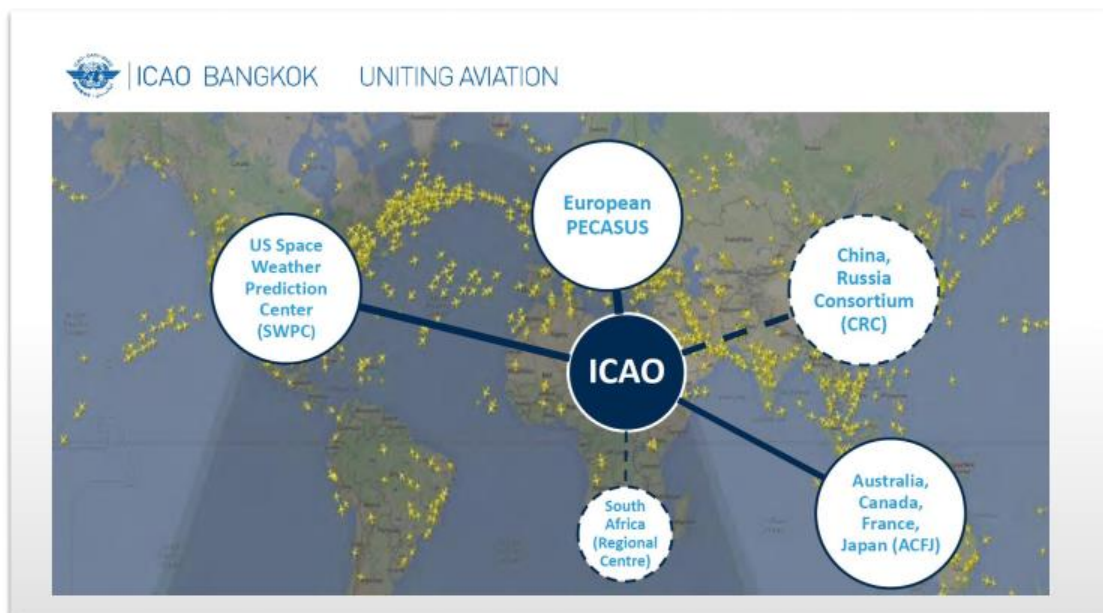 ICAO BANGKOK UNITING AVIATION
European
PECASUS
US Space
Weather
Prediction
Center
(SWPC)
China,
Russia
Consortium
(CRC)
ICAO
Australia,
Canada,
France,
Japan (ACFJ)
South
Africa
(Regional
Centre)